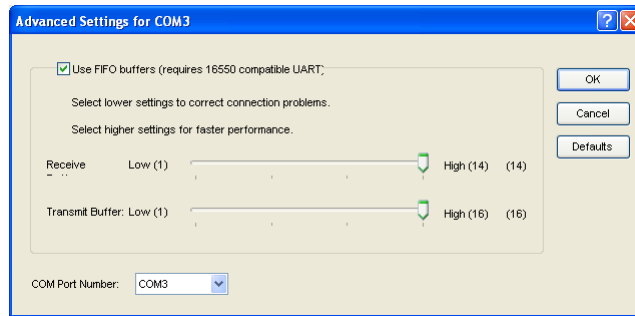 Advanced Settings for COM3
Use FIFO buffers (requires 16550 compatible UART)
Select lower settings to correct connection problems.
Select higher settings for faster performance.
Receive Low (1) High (14) (14)
Transmit Buffer: Low (1) High (16) (16)
COM Port Number: COM3
OK
Cancel
Defaults